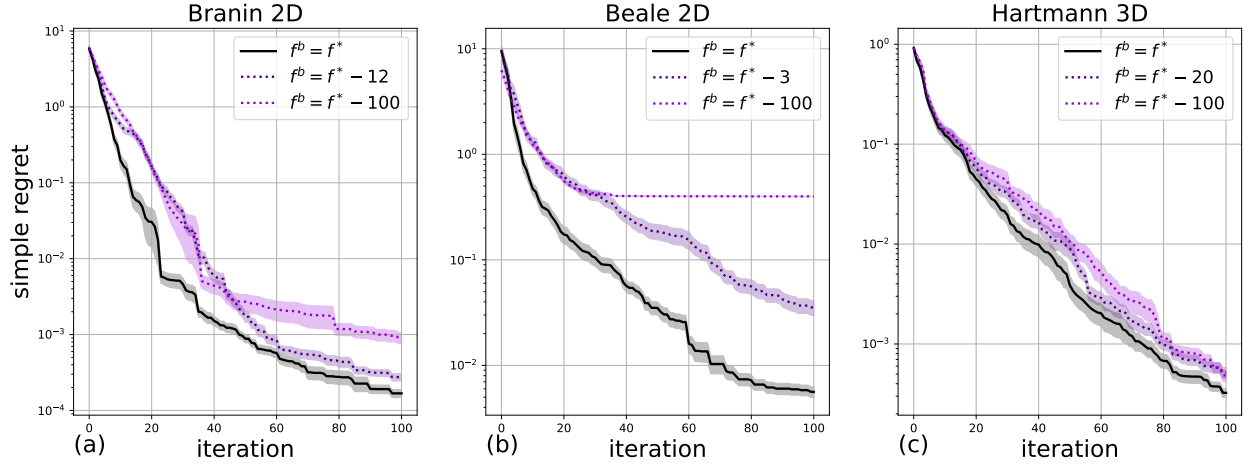 Branin 2D
Beale 2D
Hartmann 3D
simple regret
10^1
10^0
10^-1
10^-2
10^-3
10^-4
f^b = f^*
f^b = f^* − 12
f^b = f^* − 100
0 20 40 60 80 100
(a)
iteration
10^1
10^0
10^-1
10^-2
f^b = f^*
f^b = f^* − 3
f^b = f^* − 100
0 20 40 60 80 100
(b)
iteration
10^0
10^-1
10^-2
10^-3
f^b = f^*
f^b = f^* − 20
f^b = f^* − 100
0 20 40 60 80 100
(c)
iteration